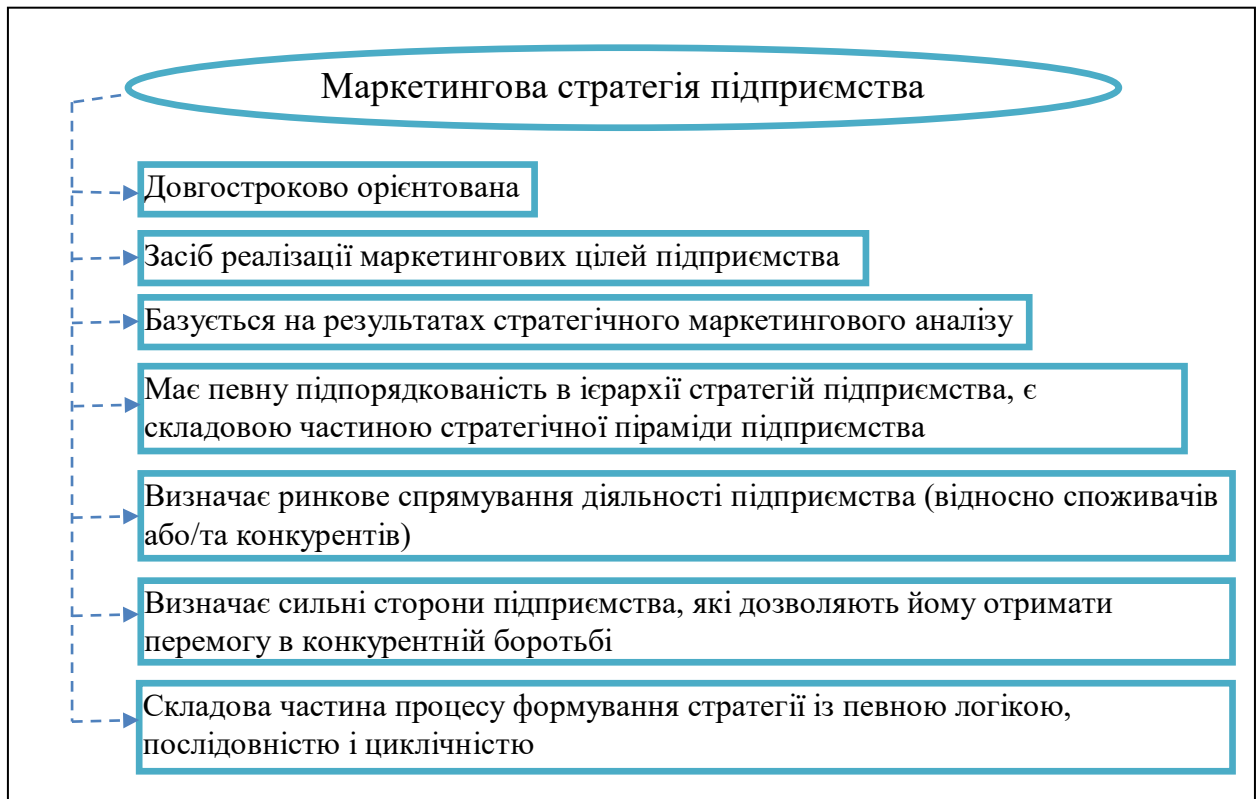 Маркетингова стратегія підприємства
Довгостроково орієнтована
Засіб реалізації маркетингових цілей підприємства
Базується на результатах стратегічного маркетингового аналізу
Має певну підпорядкованість в ієрархії стратегій підприємства, є
складовою частиною стратегічної піраміди підприємства
Визначає ринкове спрямування діяльності підприємства (відносно споживачів
або/та конкурентів)
Визначає сильні сторони підприємства, які дозволяють йому отримати
перемогу в конкурентній боротьбі
Складова частина процесу формування стратегії із певною логікою,
послідовністю і циклічністю